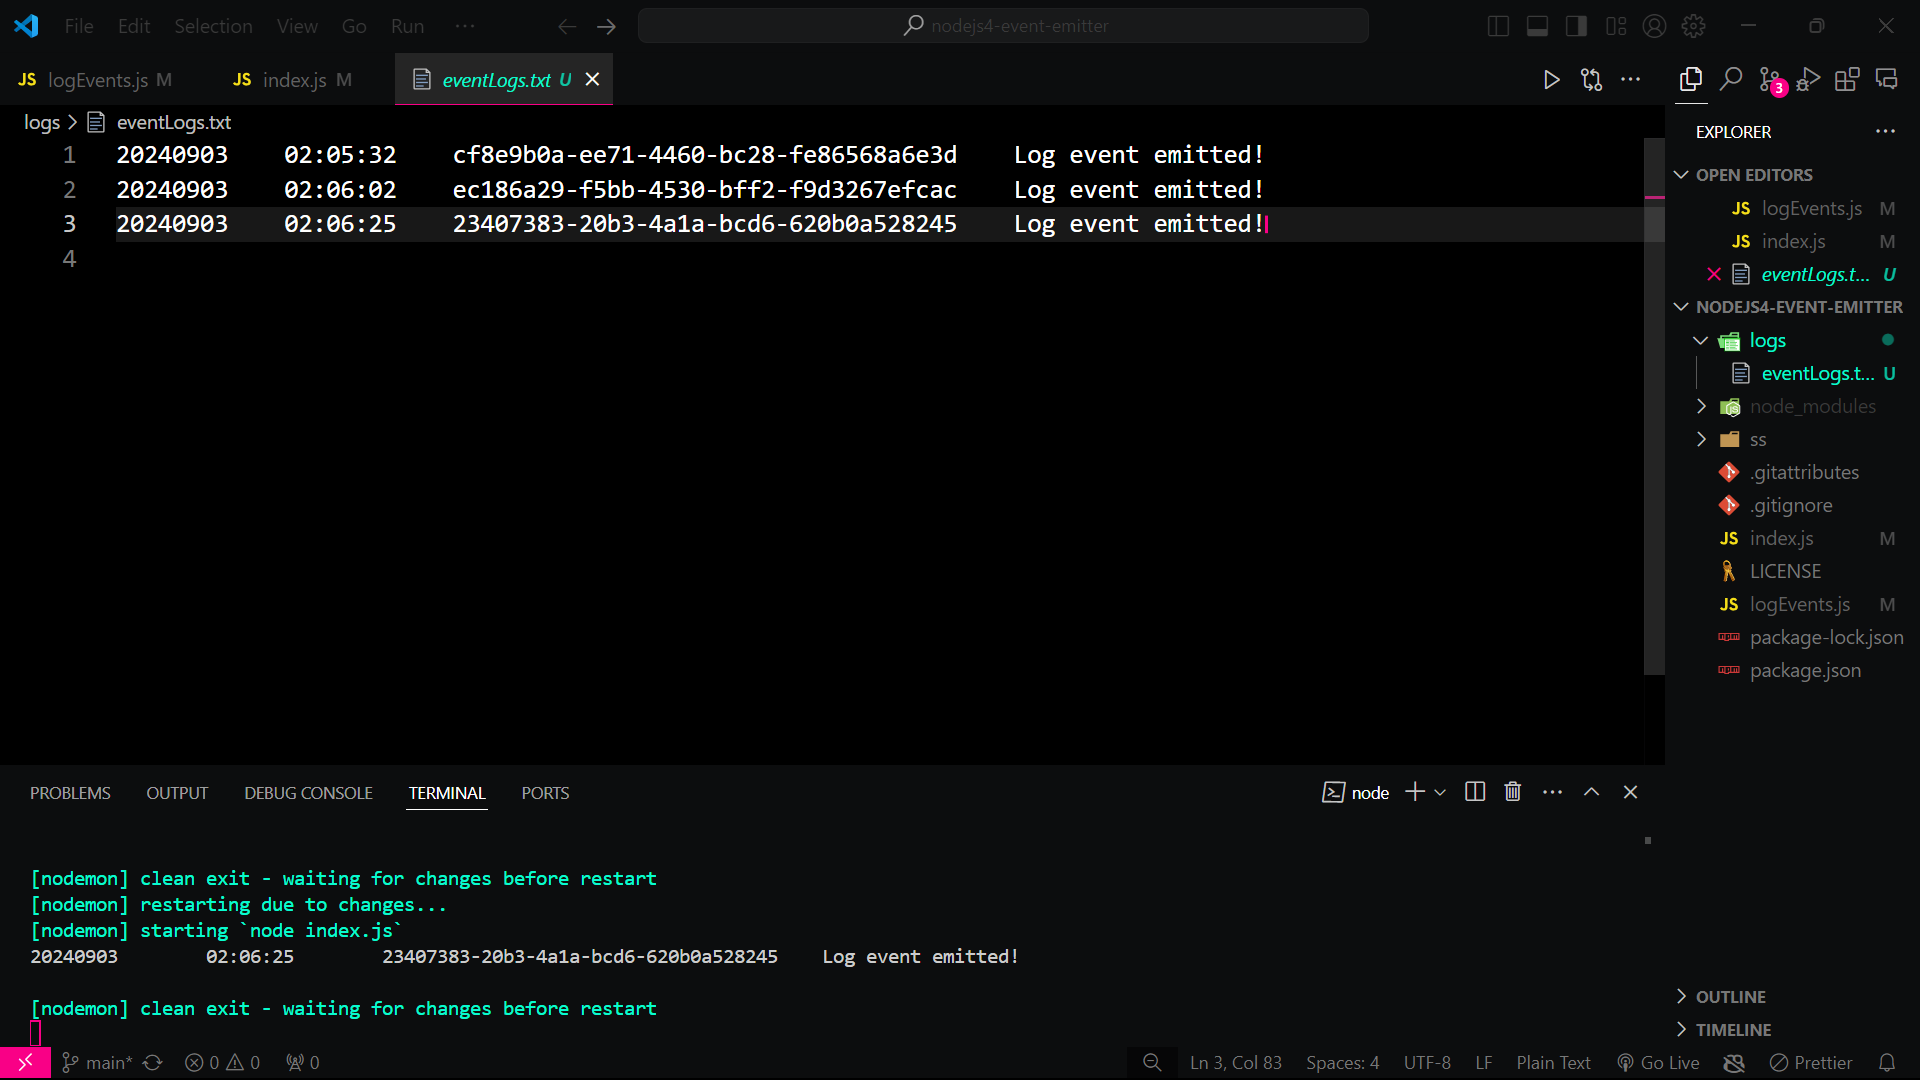 File Edit Selection View Go Run ··· nodejs4-event-emitter
JS logEvents.js M JS index.js M eventLogs.txt U
3
logs > eventLogs.txt
1 20240903 02:05:32 cf8e9b0a-ee71-4460-bc28-fe86568a6e3d Log event emitted!
2 20240903 02:06:02 ec186a29-f5bb-4530-bff2-f9d3267efcac Log event emitted!
3 20240903 02:06:25 23407383-20b3-4a1a-bcd6-620b0a528245 Log event emitted!
4
EXPLORER
OPEN EDITORS
JS logEvents.js M
JS index.js M
eventLogs.t... U
NODEJS4-EVENT-EMITTER
logs
eventLogs.t... U
node_modules
ss
.gitattributes
.gitignore
JS index.js M
LICENSE
JS logEvents.js M
package-lock.json
package.json
OUTLINE
TIMELINE
PROBLEMS OUTPUT DEBUG CONSOLE TERMINAL PORTS node
[nodemon] clean exit - waiting for changes before restart
[nodemon] restarting due to changes...
[nodemon] starting `node index.js`
20240903 02:06:25 23407383-20b3-4a1a-bcd6-620b0a528245 Log event emitted!
[nodemon] clean exit - waiting for changes before restart
main* 0 0 0 Ln 3, Col 83 Spaces: 4 UTF-8 LF Plain Text Go Live Prettier